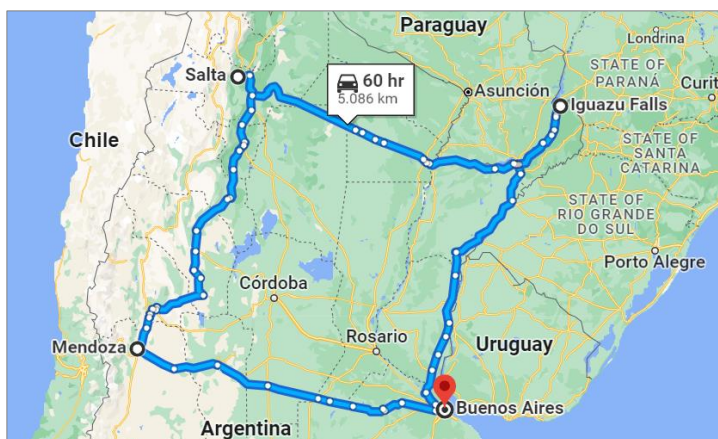 Paraguay
Londrina
STATE OF
PARANÁ
Salta
60 hr
5.086 km
Asunción
Iguazu Falls
Curit
Chile
STATE OF
SANTA
CATARINA
STATE OF
RIO GRANDE
DO SUL
Porto Alegre
Córdoba
Mendoza
Rosario
Uruguay
Buenos Aires
Argentina